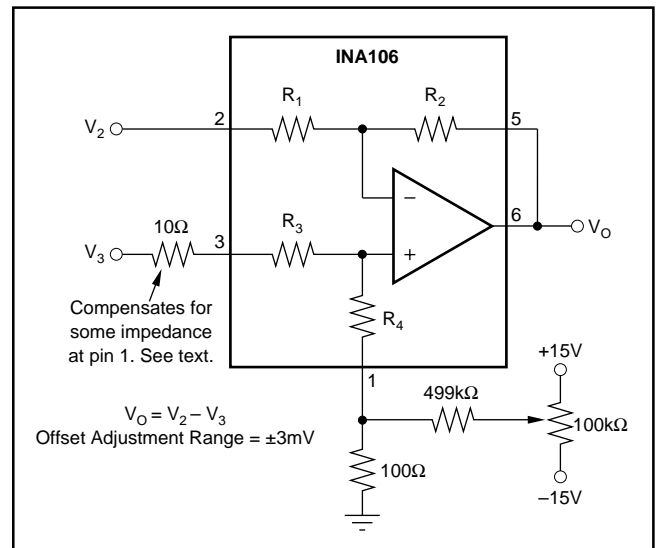 INA106
R1
R2
V2
2
5
10Ω
3
R3
V3
−
+
6
VO
Compensates for
some impedance
at pin 1. See text.
R4
1
+15V
499kΩ
100kΩ
VO = V2 – V3
Offset Adjustment Range = ±3mV
100Ω
–15V